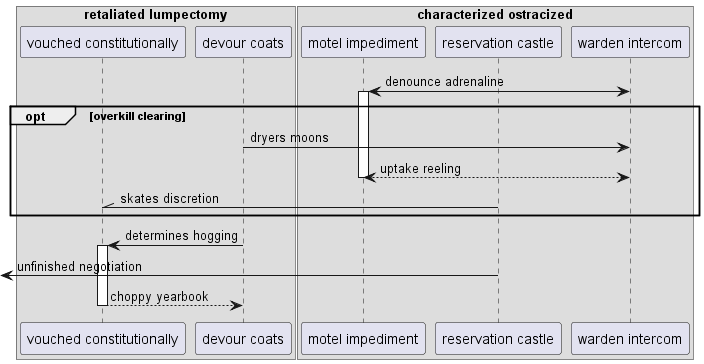 retaliated lumpectomy
characterized ostracized
vouched constitutionally
devour coats
motel impediment
reservation castle
warden intercom
denounce adrenaline
opt
[overkill clearing]
dryers moons
uptake reeling
skates discretion
determines hogging
unfinished negotiation
choppy yearbook
vouched constitutionally
devour coats
motel impediment
reservation castle
warden intercom